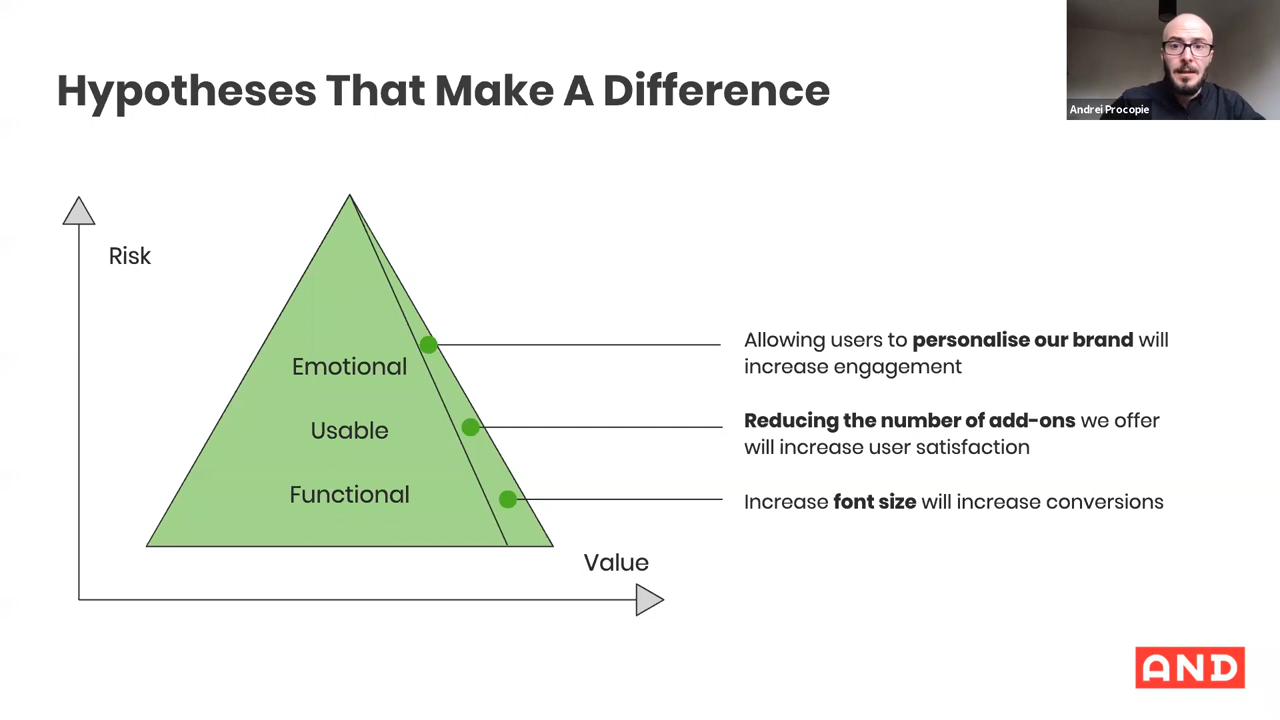 Hypotheses That Make A Difference
Andrei Procopie
Risk
Emotional
Usable
Functional
Value
Allowing users to personalise our brand will
increase engagement
Reducing the number of add-ons we offer
will increase user satisfaction
Increase font size will increase conversions
AND